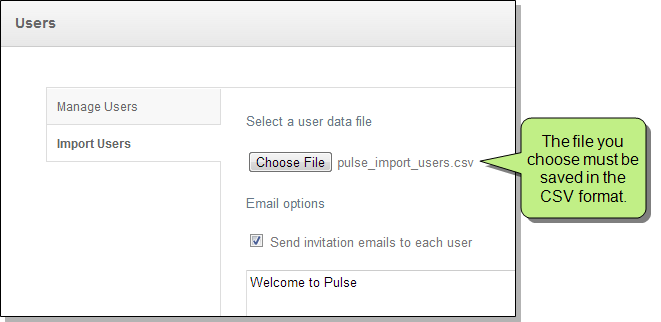 Users
Manage Users
Import Users
Select a user data file
Choose File pulse_import_users.csv
Email options
Send invitation emails to each user
Welcome to Pulse
The file you
choose must be
saved in the
CSV format.